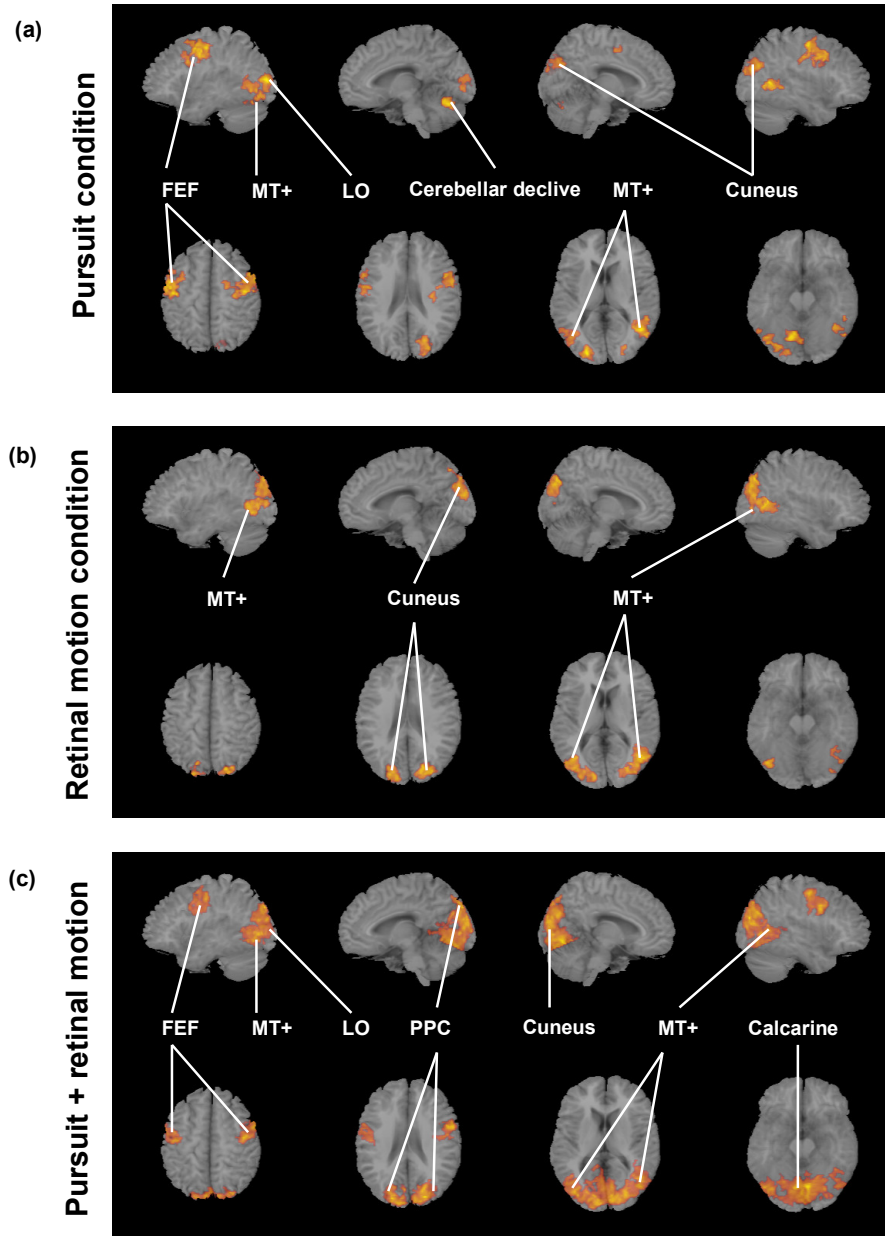 (a)
Pursuit condition
FEF MT+ LO Cerebellar declive MT+ Cuneus
(b)
Retinal motion condition
MT+ Cuneus MT+
(c)
Pursuit + retinal motion
FEF MT+ LO PPC Cuneus MT+ Calcarine